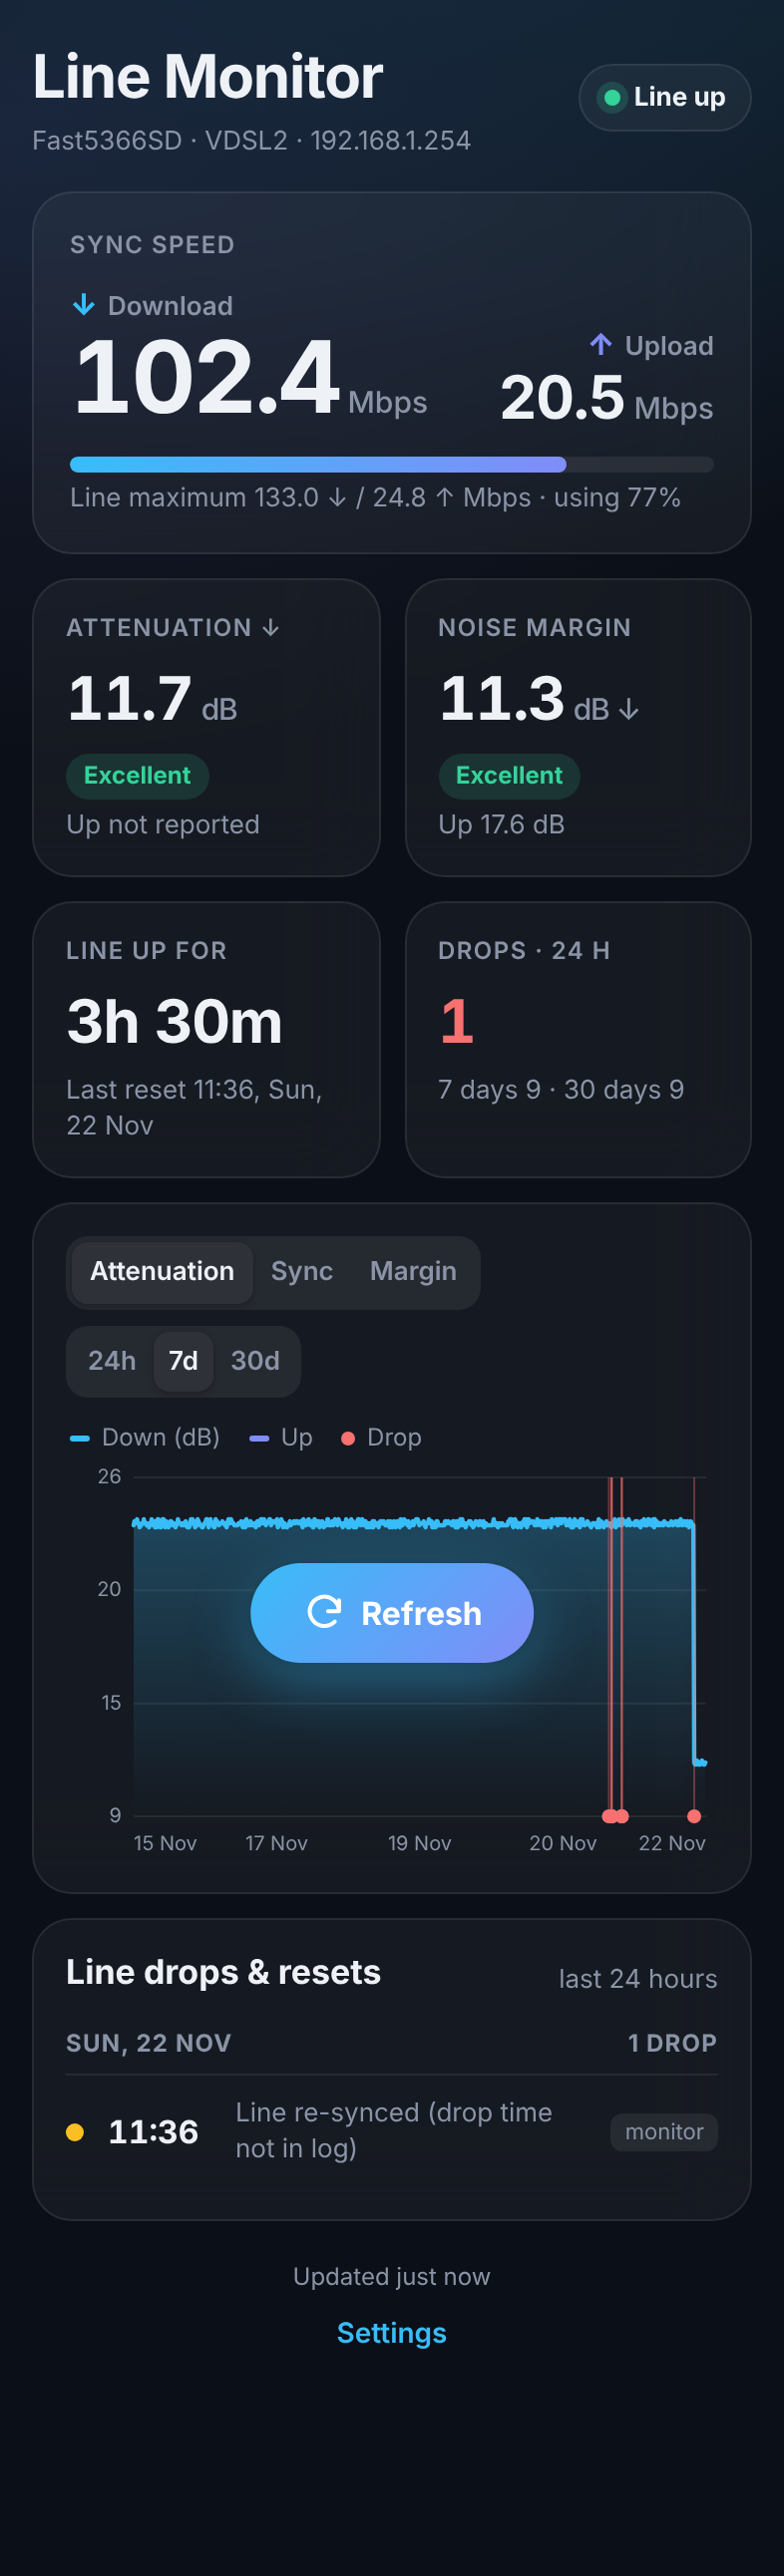 Line Monitor
Line up
Fast5366SD · VDSL2 · 192.168.1.254
SYNC SPEED
↓ Download
102.4 Mbps
↑ Upload
20.5 Mbps
Line maximum 133.0 ↓ / 24.8 ↑ Mbps · using 77%
ATTENUATION ↓
11.7 dB
Excellent
Up not reported
NOISE MARGIN
11.3 dB ↓
Excellent
Up 17.6 dB
LINE UP FOR
3h 30m
Last reset 11:36, Sun,
22 Nov
DROPS · 24 H
1
7 days 9 · 30 days 9
Attenuation Sync Margin
24h 7d 30d
Down (dB) Up Drop
26
20
Refresh
15
9
15 Nov 17 Nov 19 Nov 20 Nov 22 Nov
Line drops & resets
last 24 hours
SUN, 22 NOV
1 DROP
11:36
Line re-synced (drop time
not in log)
monitor
Updated just now
Settings